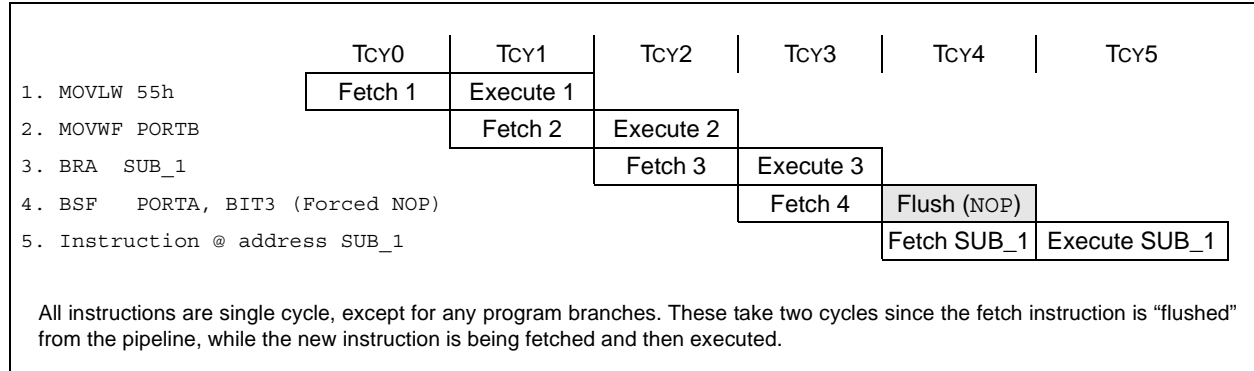 TCY0 TCY1 TCY2 TCY3 TCY4 TCY5
1. MOVLW 55h Fetch 1 Execute 1
2. MOVWF PORTB Fetch 2 Execute 2
3. BRA SUB_1 Fetch 3 Execute 3
4. BSF PORTA, BIT3 (Forced NOP) Fetch 4 Flush (NOP)
5. Instruction @ address SUB_1 Fetch SUB_1 Execute SUB_1
All instructions are single cycle, except for any program branches. These take two cycles since the fetch instruction is “flushed”
from the pipeline, while the new instruction is being fetched and then executed.